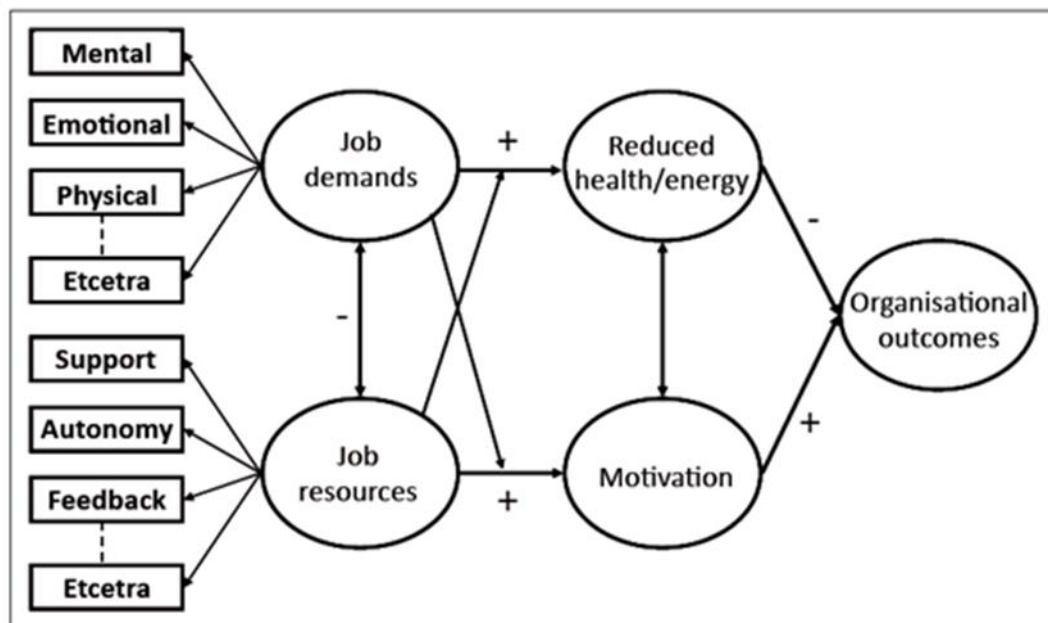 Mental
Emotional
Physical
Etcetra
Support
Autonomy
Feedback
Etcetra
Job
demands
-
Job
resources
+
+
Reduced
health/energy
Motivation
-
+
Organisational
outcomes